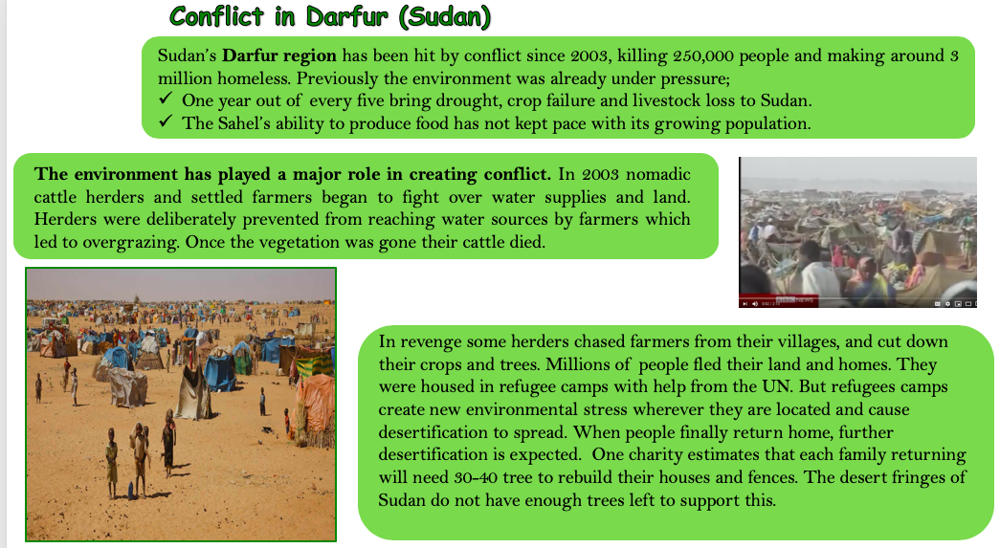 Conflict in Darfur (Sudan)
Sudan's Darfur region has been hit by conflict since 2003, killing 250,000 people and making around 3
million homeless. Previously the environment was already under pressure;
✓ One year out of every five bring drought, crop failure and livestock loss to Sudan.
✓ The Sahel's ability to produce food has not kept pace with its growing population.
The environment has played a major role in creating conflict. In 2003 nomadic
cattle herders and settled farmers began to fight over water supplies and land.
Herders were deliberately prevented from reaching water sources by farmers which
led to overgrazing. Once the vegetation was gone their cattle died.
NEWS
In revenge some herders chased farmers from their villages, and cut down
their crops and trees. Millions of people fled their land and homes. They
were housed in refugee camps with help from the UN. But refugees camps
create new environmental stress wherever they are located and cause
desertification to spread. When people finally return home, further
desertification is expected. One charity estimates that each family returning
will need 30-40 tree to rebuild their houses and fences. The desert fringes of
Sudan do not have enough trees left to support this.